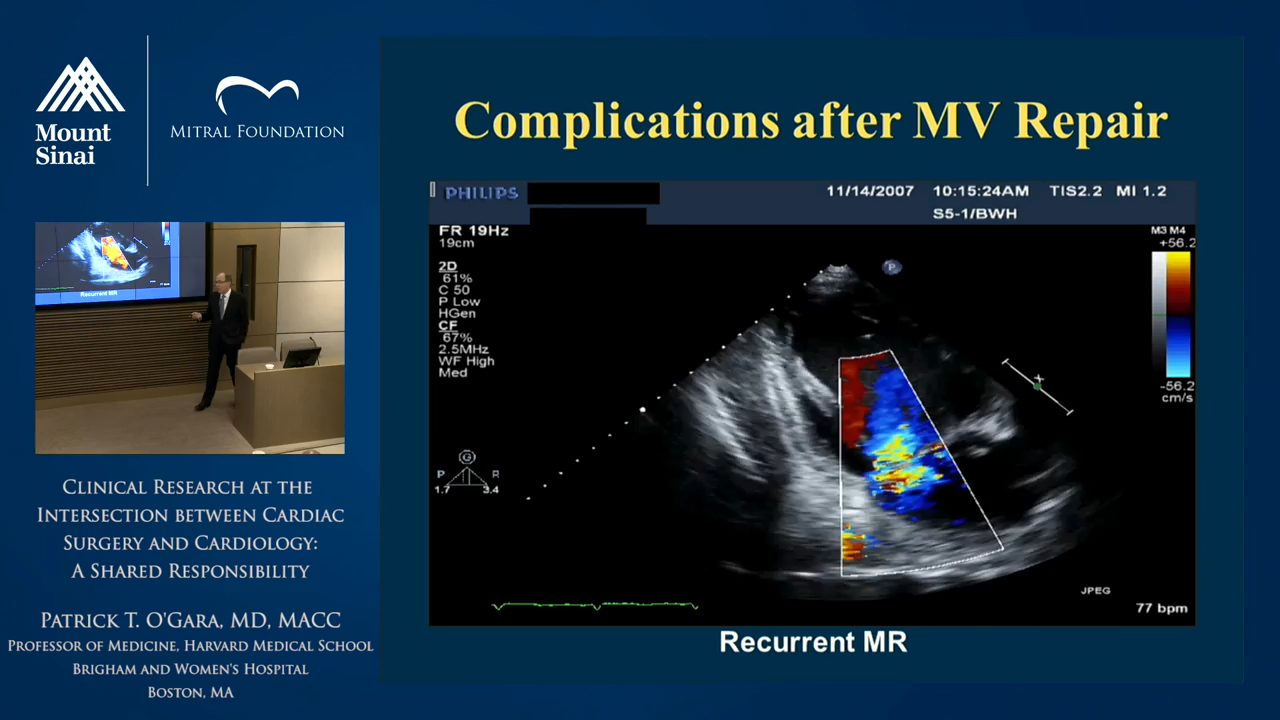 Mount
Sinai
MITRAL FOUNDATION
Complications after MV Repair
PHILIPS
11/14/2007 10:15:24AM TIS2.2 MI 1.2
S5-1/BWH
FR 19Hz
19cm
2D
61%
C 50
P Low
HGen
CF
67%
2.5MHz
WF High
Med
M3 M4
+56.2
-56.2
cm/s
P
G
P R
1.7 3.4
JPEG
77 bpm
Recurrent MR
Recurrent MR
CLINICAL RESEARCH AT THE
INTERSECTION BETWEEN CARDIAC
SURGERY AND CARDIOLOGY:
A SHARED RESPONSIBILITY
PATRICK T. O'GARA, MD, MACC
PROFESSOR OF MEDICINE, HARVARD MEDICAL SCHOOL
BRIGHAM AND WOMEN'S HOSPITAL
BOSTON, MA